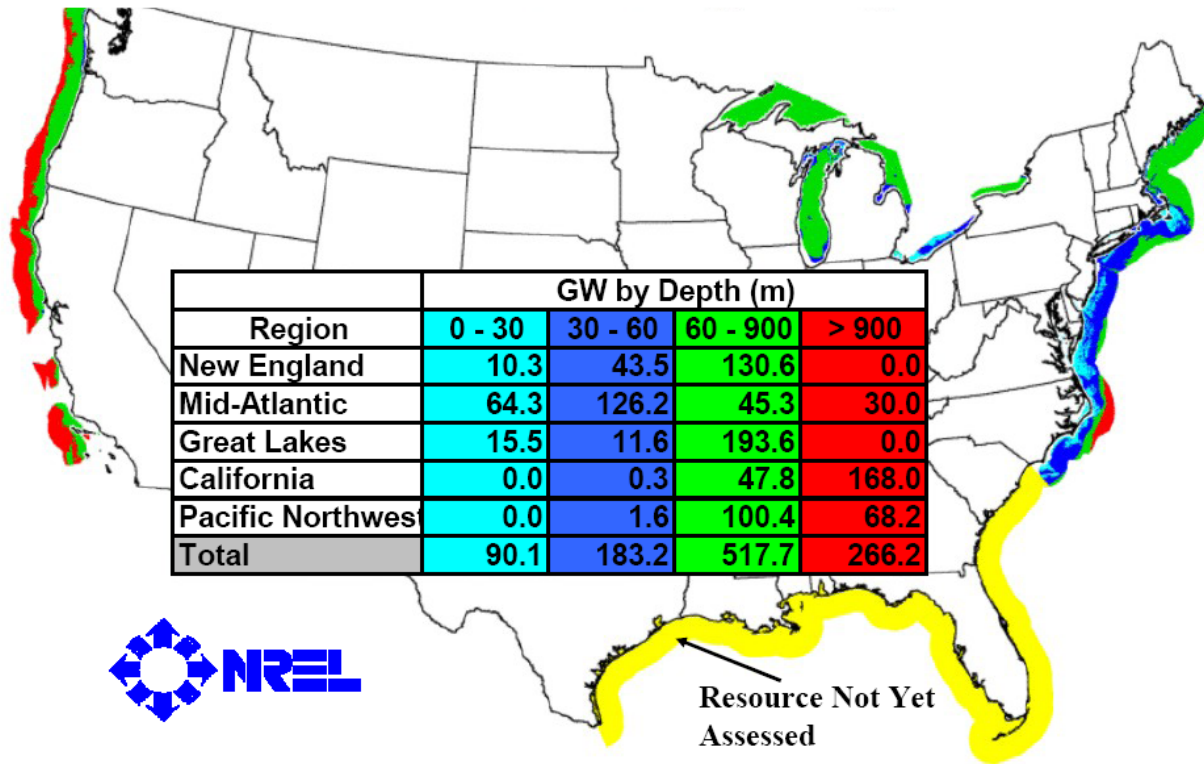 GW by Depth (m)
Region 0 - 30 30 - 60 60 - 900 > 900
New England 10.3 43.5 130.6 0.0
Mid-Atlantic 64.3 126.2 45.3 30.0
Great Lakes 15.5 11.6 193.6 0.0
California 0.0 0.3 47.8 168.0
Pacific Northwest 0.0 1.6 100.4 68.2
Total 90.1 183.2 517.7 266.2
NREL
Resource Not Yet
Assessed